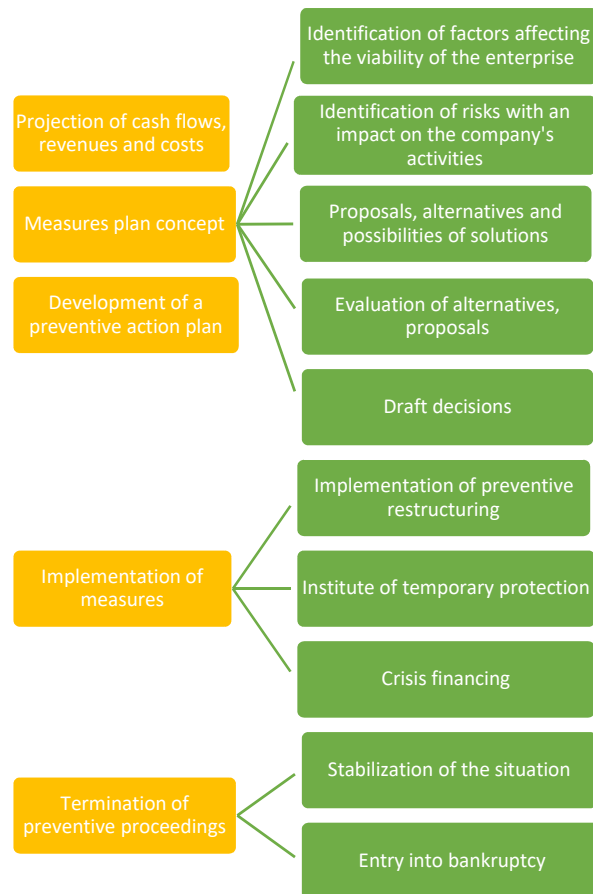 Projection of cash flows,
revenues and costs
Measures plan concept
Development of a
preventive action plan
Identification of factors affecting
the viability of the enterprise
Identification of risks with an
impact on the company's
activities
Proposals, alternatives and
possibilities of solutions
Evaluation of alternatives,
proposals
Draft decisions
Implementation of
measures
Implementation of preventive
restructuring
Institute of temporary protection
Crisis financing
Termination of
preventive proceedings
Stabilization of the situation
Entry into bankruptcy